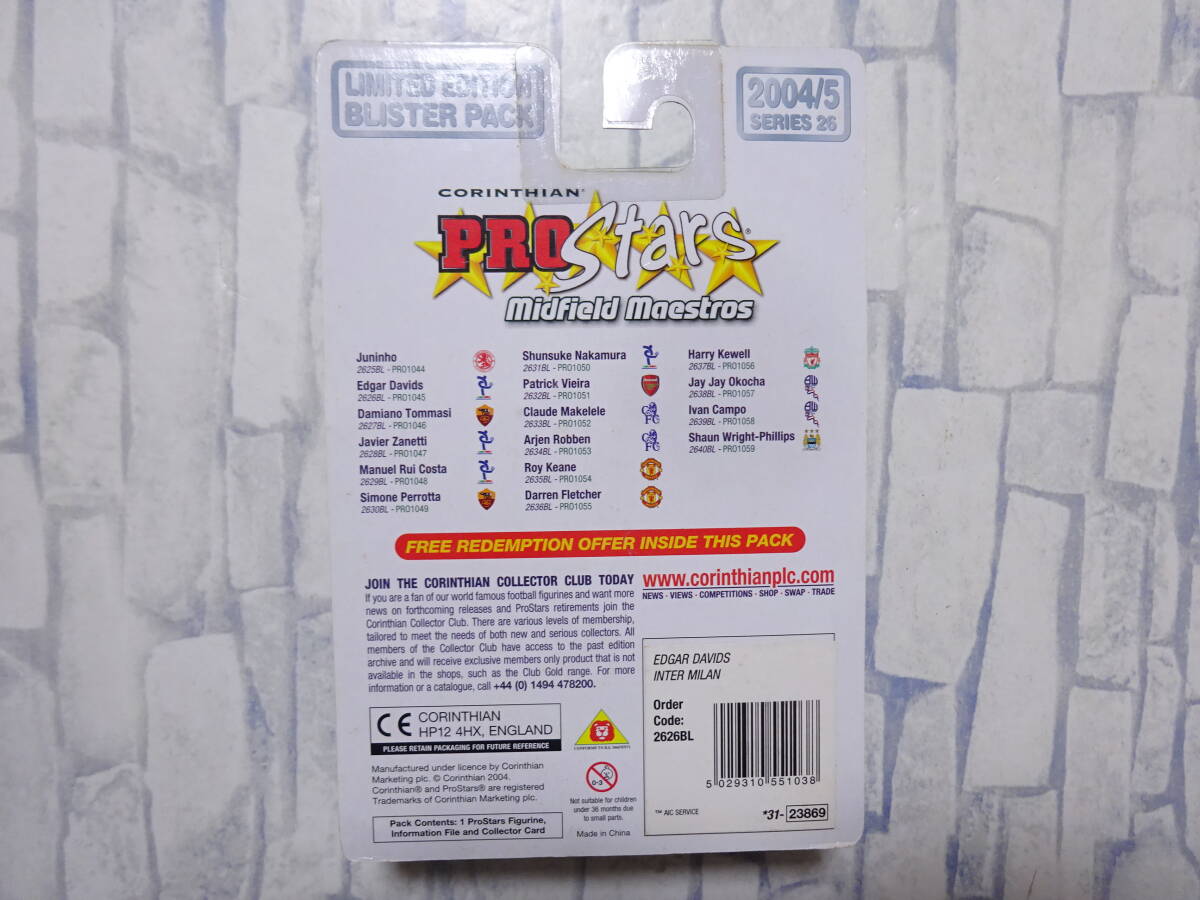 LIMITED EDITION
BLISTER PACK
2004/5
SERIES 26
CORINTHIAN
PROStars®
Midfield Maestros
Juninho
2625BL - PRO1044
Edgar Davids
2626BL - PRO1045
Damiano Tommasi
2627BL - PRO1046
Javier Zanetti
2628BL - PRO1047
Manuel Rui Costa
2629BL - PRO1048
Simone Perrotta
2630BL - PRO1049
Shunsuke Nakamura
2631BL - PRO1050
Patrick Vieira
2632BL - PRO1051
Claude Makelele
2633BL - PRO1052
Arjen Robben
2634BL - PRO1053
Roy Keane
2635BL - PRO1054
Darren Fletcher
2636BL - PRO1055
Harry Kewell
2637BL - PRO1056
Jay Jay Okocha
2638BL - PRO1057
Ivan Campo
2639BL - PRO1058
Shaun Wright-Phillips
2640BL - PRO1059
FREE REDEMPTION OFFER INSIDE THIS PACK
JOIN THE CORINTHIAN COLLECTOR CLUB TODAY
If you are a fan of our world famous football figurines and want more
news on forthcoming releases and ProStars retirements join the
Corinthian Collector Club. There are various levels of membership,
tailored to meet the needs of both new and serious collectors. All
members of the Collector Club have access to the past edition
archive and will receive exclusive members only product that is not
available in the shops, such as the Club Gold range. For more
information or a catalogue, call +44 (0) 1494 478200.
www.corinthianplc.com
NEWS · VIEWS · COMPETITIONS · SHOP · SWAP · TRADE
EDGAR DAVIDS
INTER MILAN
Order
Code:
2626BL
5 029310 551038
™ AIC SERVICE
*31- 23869
CE CORINTHIAN
HP12 4HX, ENGLAND
PLEASE RETAIN PACKAGING FOR FUTURE REFERENCE
Manufactured under licence by Corinthian
Marketing plc. © Corinthian 2004.
Corinthian® and ProStars® are registered
Trademarks of Corinthian Marketing plc.
Pack Contents: 1 ProStars Figurine,
Information File and Collector Card
0-3
Not suitable for children
under 36 months due
to small parts.
Made in China